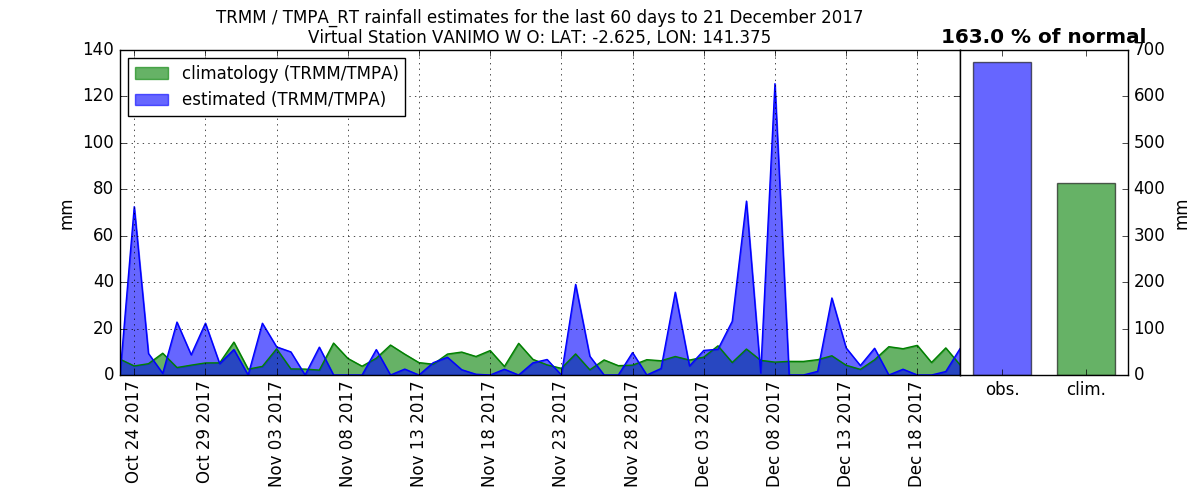 TRMM / TMPA_RT rainfall estimates for the last 60 days to 21 December 2017
Virtual Station VANIMO W O: LAT: -2.625, LON: 141.375
163.0 % of normal
climatology (TRMM/TMPA)
estimated (TRMM/TMPA)
mm
140
120
100
80
60
40
20
0
Oct 24 2017
Oct 29 2017
Nov 03 2017
Nov 08 2017
Nov 13 2017
Nov 18 2017
Nov 23 2017
Nov 28 2017
Dec 03 2017
Dec 08 2017
Dec 13 2017
Dec 18 2017
700
600
500
400
300
200
100
0
mm
obs.
clim.